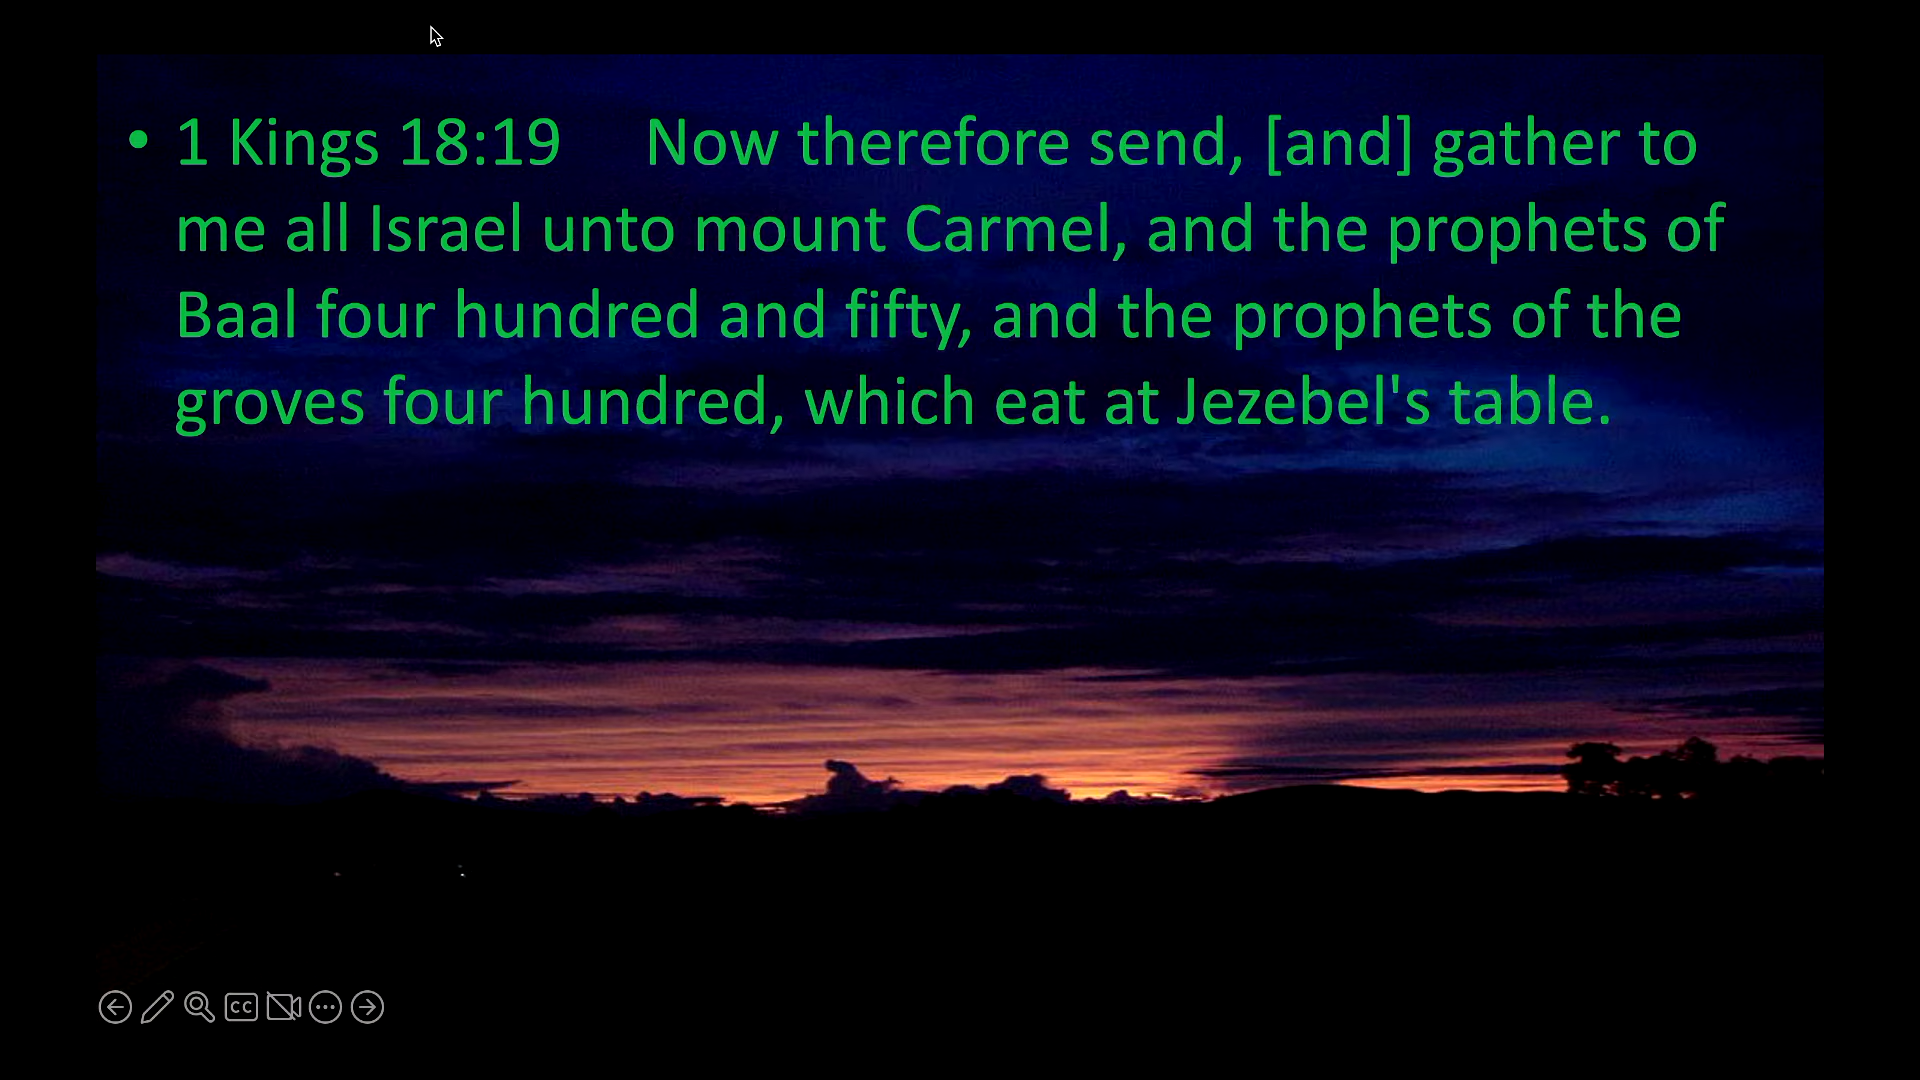 • 1 Kings 18:19 Now therefore send, [and] gather to
me all Israel unto mount Carmel, and the prophets of
Baal four hundred and fifty, and the prophets of the
groves four hundred, which eat at Jezebel's table.
CC